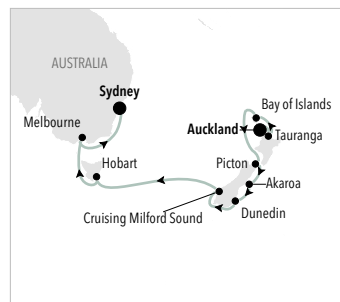 AUSTRALIA
Sydney
Bay of Islands
Melbourne
Auckland
Tauranga
Hobart
Picton
Akaroa
Cruising Milford Sound
Dunedin